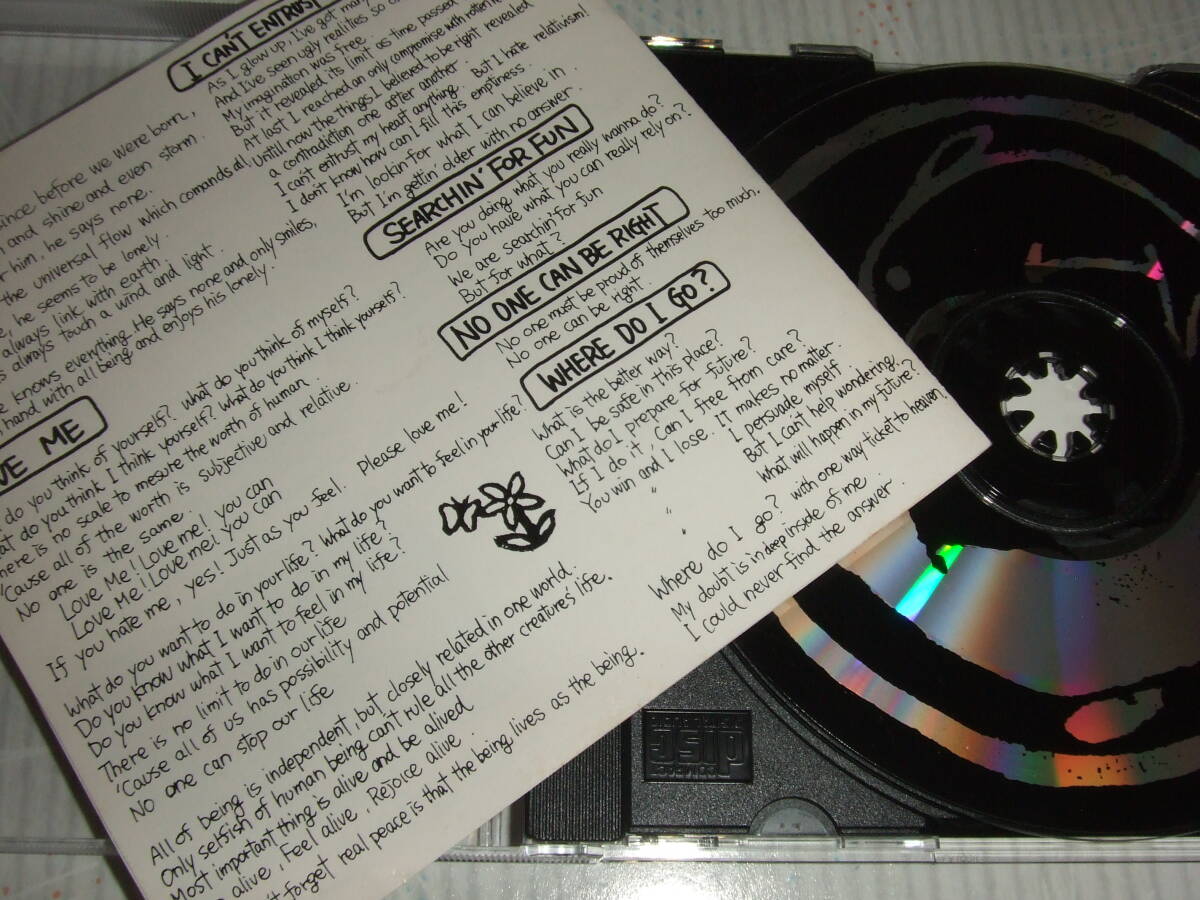 ince before we were born,
and shine and even storm.
r him, he says none.
the universal flow which comands all,
he seems to be lonely.
always link with earth.
always touch a wind and light.
knows everything. He says none and only smiles,
hand with all being and enjoys his lonely.
VE ME
do you think of yourself? what do you think of myself?
at do you think I think yourself? what do you think I think yourself?
here is no scale to mesure the worth of human.
'Cause all of the worth is subjective and relative.
No one is the same.
Love Me! Love me! you can
Love Me! Love me! you can
If you hate me, yes! Just as you feel. Please love me!
What do you want to do in your life? What do you want to feel in your life?
Do you know what I want to do in my life?
Do you know what I want to feel in my life?
There is no limit to do in our life
'Cause all of us has possibility and potential
No one can stop our life
All of being is independent, but closely related in one world.
Only selfish of human being can't rule all the other creatures' life.
Most important thing is alive and be alived
alive, Feel alive, Rejoice alive.
't forget real peace is that the being lives as the being.
I CAN'T ENTRUST
As I glow up, I've got man
And I've seen ugly realities so
My imagination was free.
But it revealed its limit as time passed
At last I reached an only compromise with rotten
Untill now the things I believed to be right revealed
a contradiction one after another.
I can't entrust my heart anything. But I hate relativism!
I don't know how can I fill this emptiness.
I'm lookin' for what I can believe in
But I'm gettin' older with no answer.
SEARCHIN' FOR FUN
Are you doing what you really wanna do?
Do you have what you can really rely on?
We are searchin' for fun
But for what?
NO ONE CAN BE RIGHT
No one must be proud of themselves too much.
No one can be right.
WHERE DO I GO?
What is the better way?
Can I be safe in this place?
What do I prepare for future?
If I do it, Can I free from care?
You win and I lose. IT makes no matter.
" I persuade myself
" But I can't help wondering
" What will happen in my future?
Where do I go? with one way ticket to heaven!
My doubt is in deep inside of me
I could never find the answer.
COMPACT
disc
DIGITAL AUDIO